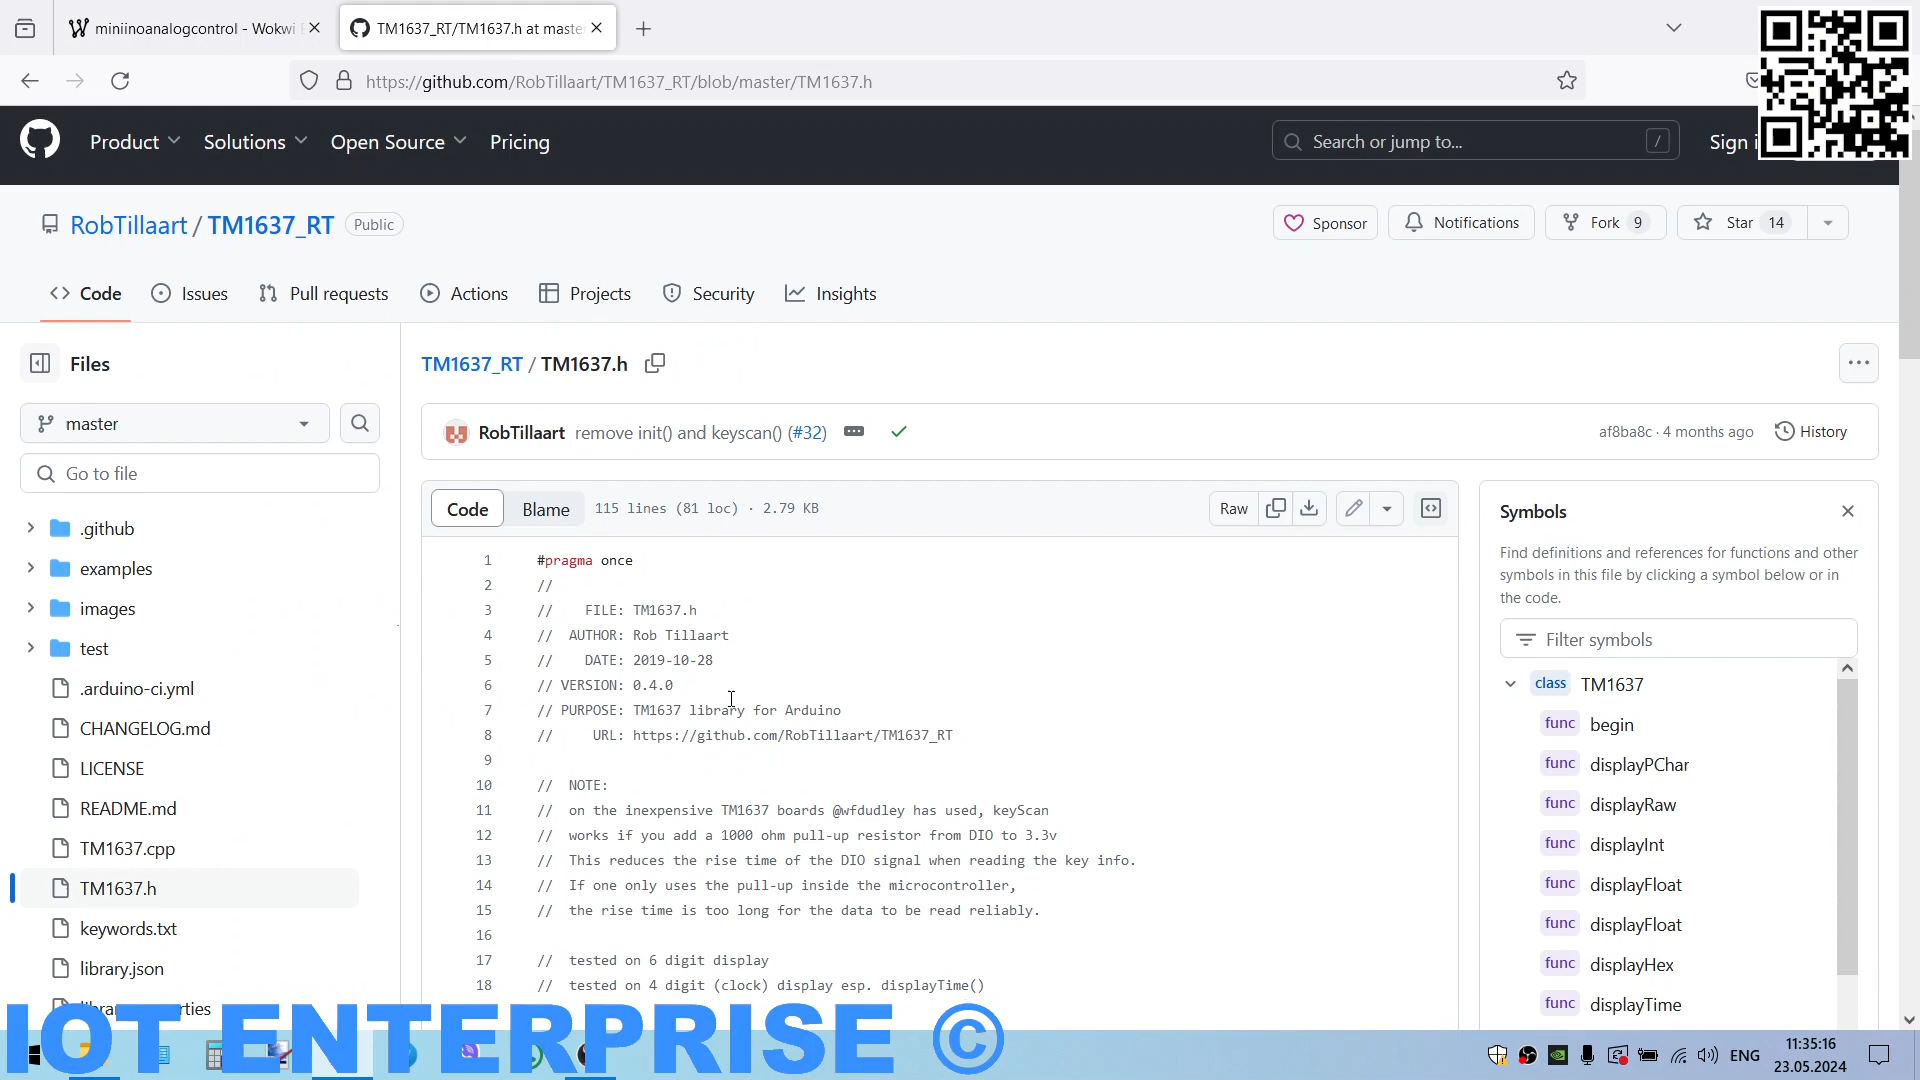 miniinoanalogcontrol - Wokwi
TM1637_RT/TM1637.h at maste
https://github.com/RobTillaart/TM1637_RT/blob/master/TM1637.h
Product Solutions Open Source Pricing
Search or jump to... /
Sign i
RobTillaart / TM1637_RT Public
Sponsor Notifications Fork 9 Star 14
Code Issues Pull requests Actions Projects Security Insights
Files
TM1637_RT / TM1637.h
master
RobTillaart remove init() and keyscan() (#32)
af8ba8c · 4 months ago History
Go to file
Code Blame 115 lines (81 loc) · 2.79 KB
Raw
Symbols
Find definitions and references for functions and other
symbols in this file by clicking a symbol below or in
the code.
Filter symbols
class TM1637
func begin
func displayPChar
func displayRaw
func displayInt
func displayFloat
func displayFloat
func displayHex
func displayTime
.github
examples
images
test
.arduino-ci.yml
CHANGELOG.md
LICENSE
README.md
TM1637.cpp
TM1637.h
keywords.txt
library.json
1 #pragma once
2 //
3 // FILE: TM1637.h
4 // AUTHOR: Rob Tillaart
5 // DATE: 2019-10-28
6 // VERSION: 0.4.0
7 // PURPOSE: TM1637 library for Arduino
8 // URL: https://github.com/RobTillaart/TM1637_RT
9
10 // NOTE:
11 // on the inexpensive TM1637 boards @wfdudley has used, keyScan
12 // works if you add a 1000 ohm pull-up resistor from DIO to 3.3v
13 // This reduces the rise time of the DIO signal when reading the key info.
14 // If one only uses the pull-up inside the microcontroller,
15 // the rise time is too long for the data to be read reliably.
16
17 // tested on 6 digit display
18 // tested on 4 digit (clock) display esp. displayTime()
IOT ENTERPRISE ©
ENG
11:35:16
23.05.2024